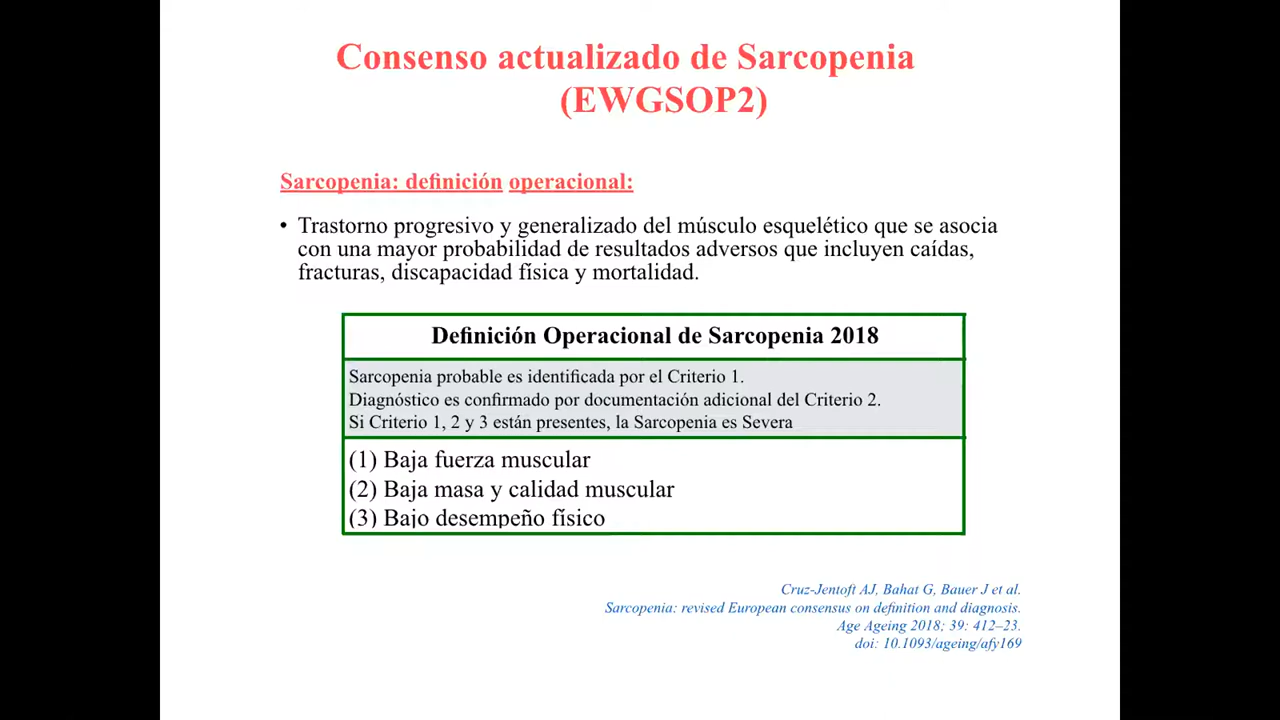 Consenso actualizado de Sarcopenia
(EWGSOP2)
Sarcopenia: definición operacional:
• Trastorno progresivo y generalizado del músculo esquelético que se asocia
con una mayor probabilidad de resultados adversos que incluyen caídas,
fracturas, discapacidad física y mortalidad.
Definición Operacional de Sarcopenia 2018
Sarcopenia probable es identificada por el Criterio 1.
Diagnóstico es confirmado por documentación adicional del Criterio 2.
Si Criterio 1, 2 y 3 están presentes, la Sarcopenia es Severa
(1) Baja fuerza muscular
(2) Baja masa y calidad muscular
(3) Bajo desempeño físico
Cruz-Jentoft AJ, Bahat G, Bauer J et al.
Sarcopenia: revised European consensus on definition and diagnosis.
Age Ageing 2018; 39: 412–23.
doi: 10.1093/ageing/afy169